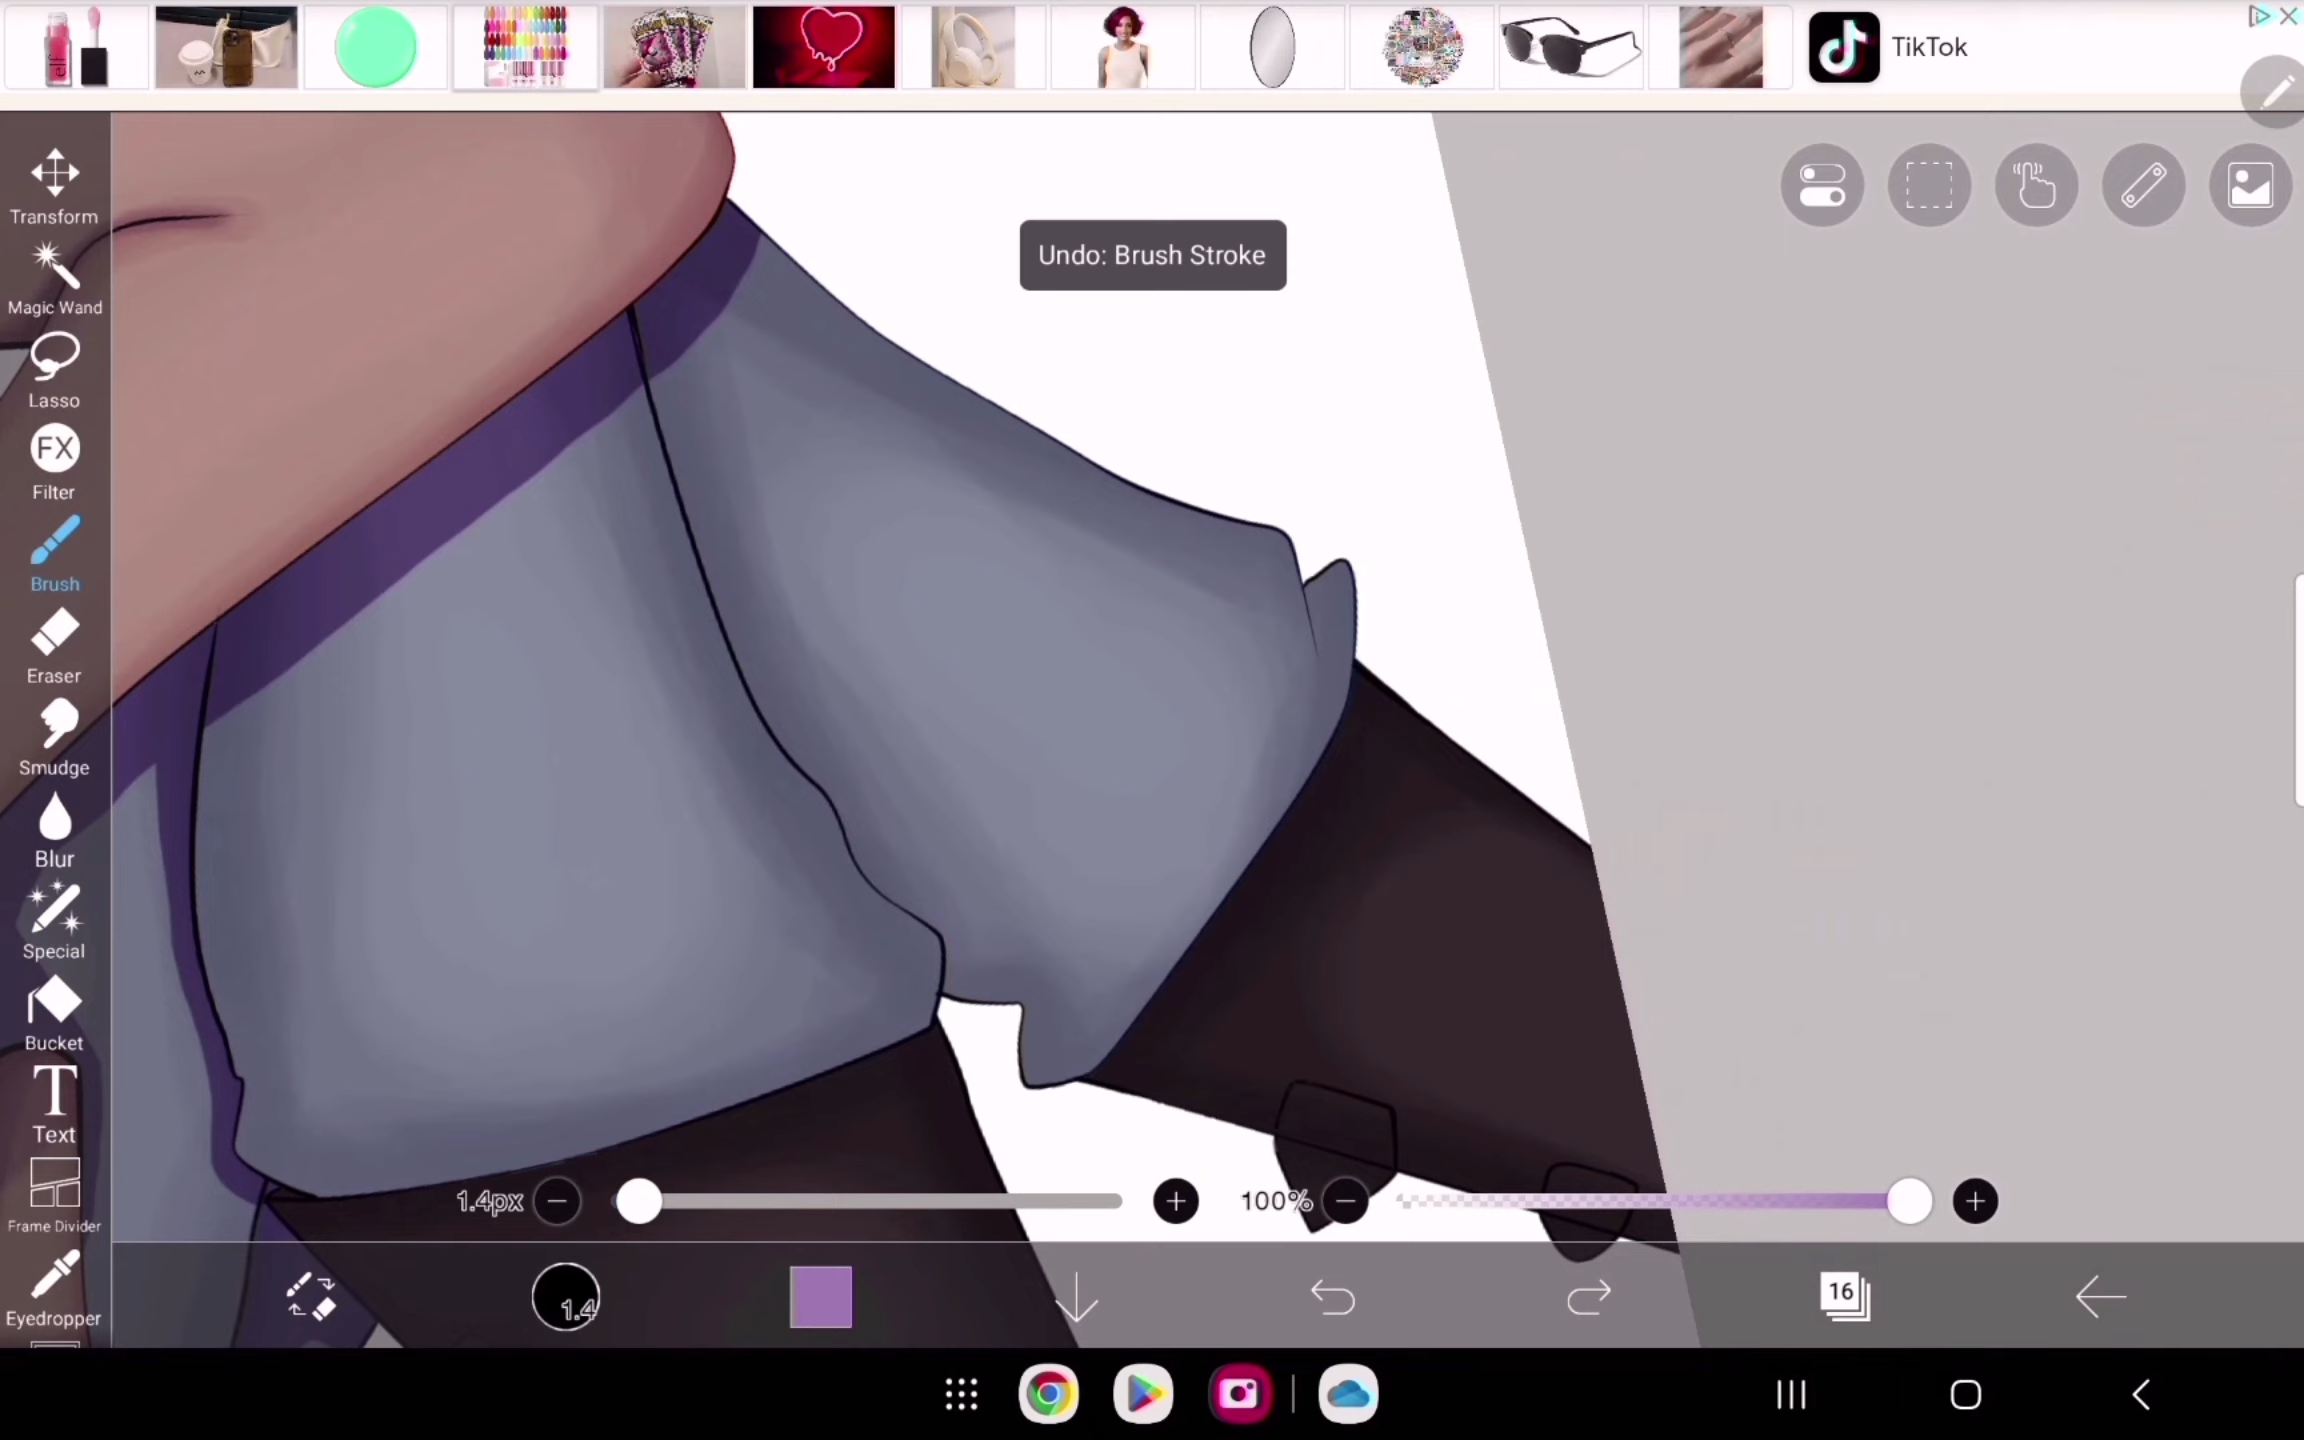 TikTok
Transform
Magic Wand
Lasso
FX
Filter
Brush
Eraser
Smudge
Blur
Special
Bucket
T
Text
Frame Divider
Eyedropper
Undo: Brush Stroke
1.4px
100%
1.4
16
elf